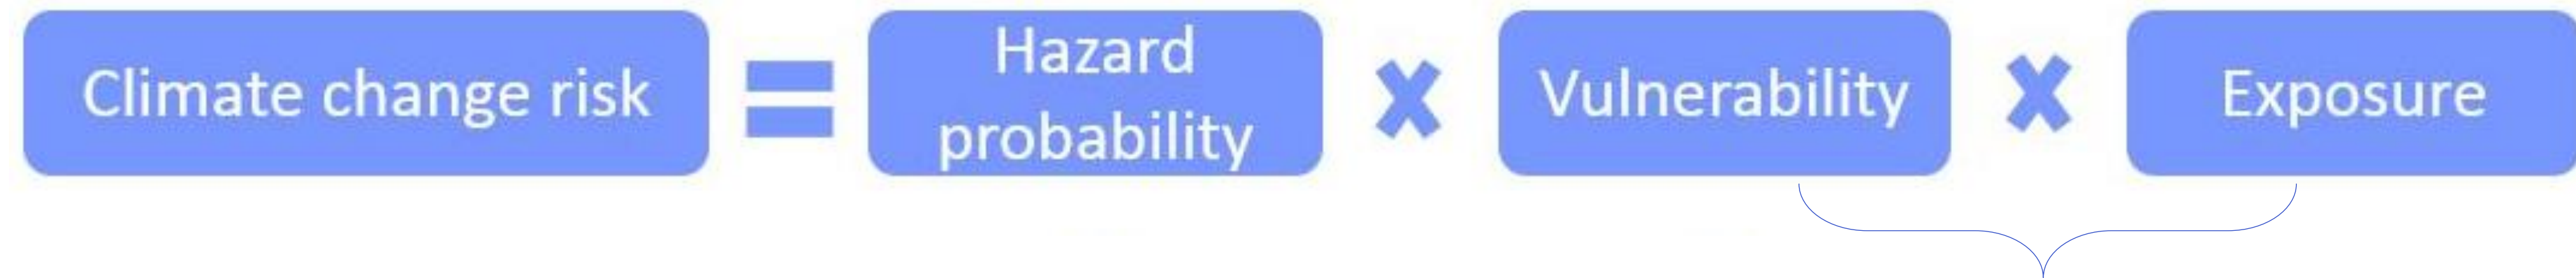 Climate change risk = Hazard
probability × Vulnerability × Exposure